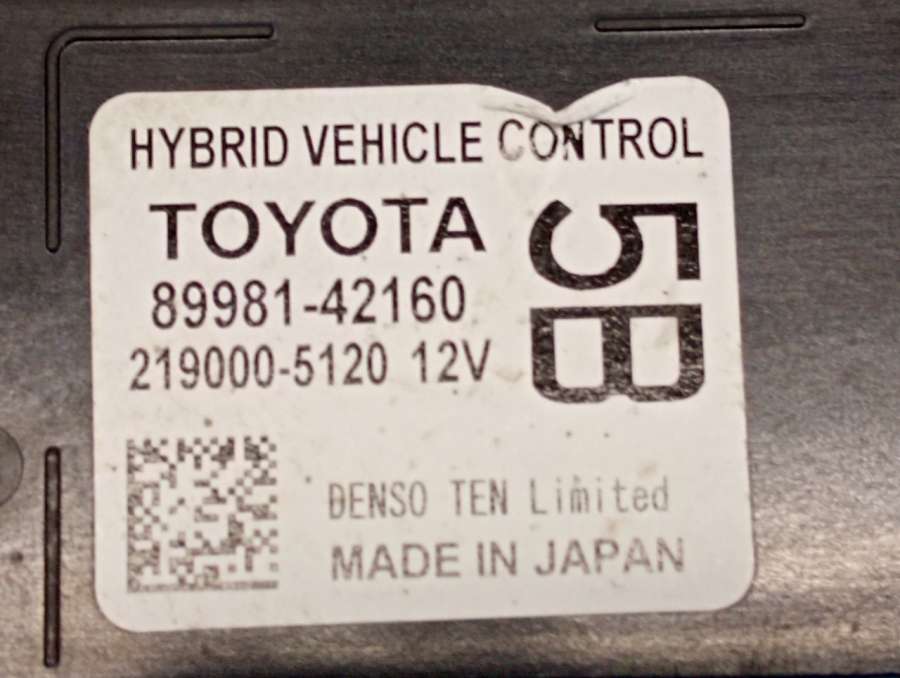 HYBRID VEHICLE CONTROL
TOYOTA
89981-42160
219000-5120 12V
5B
DENSO TEN Limited
MADE IN JAPAN